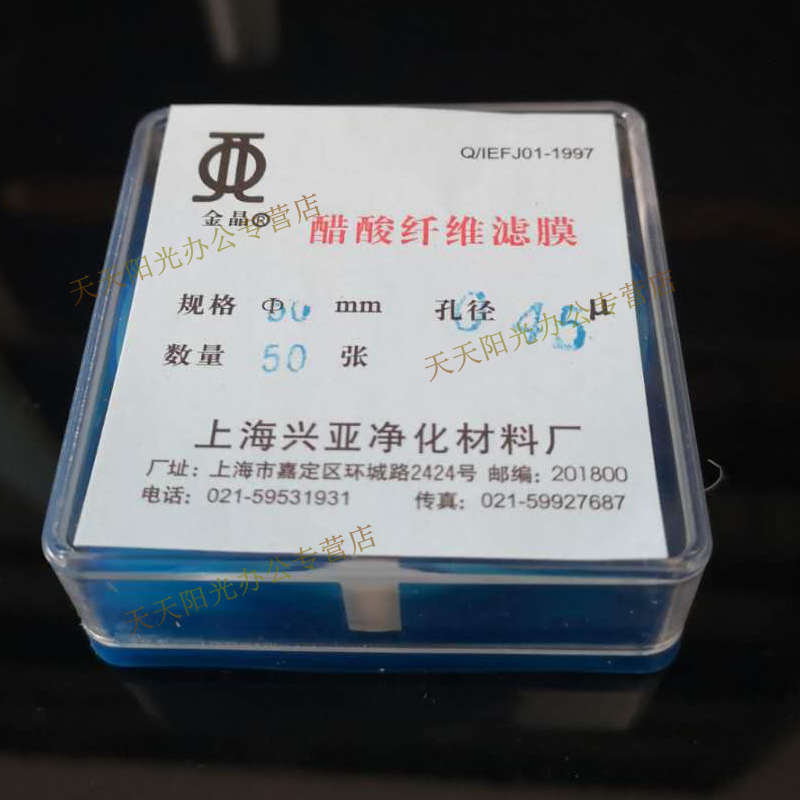 Q/IEFJ01-1997
金晶®
醋酸纤维滤膜
规格 Φ 50 mm 孔径 0.45 μ
数量 50 张
上海兴亚净化材料厂
厂址：上海市嘉定区环城路2424号 邮编：201800
电话：021-59531931 传真：021-59927687
天天阳光办公专营店
天天阳光办公专营店
天天阳光办公专营店